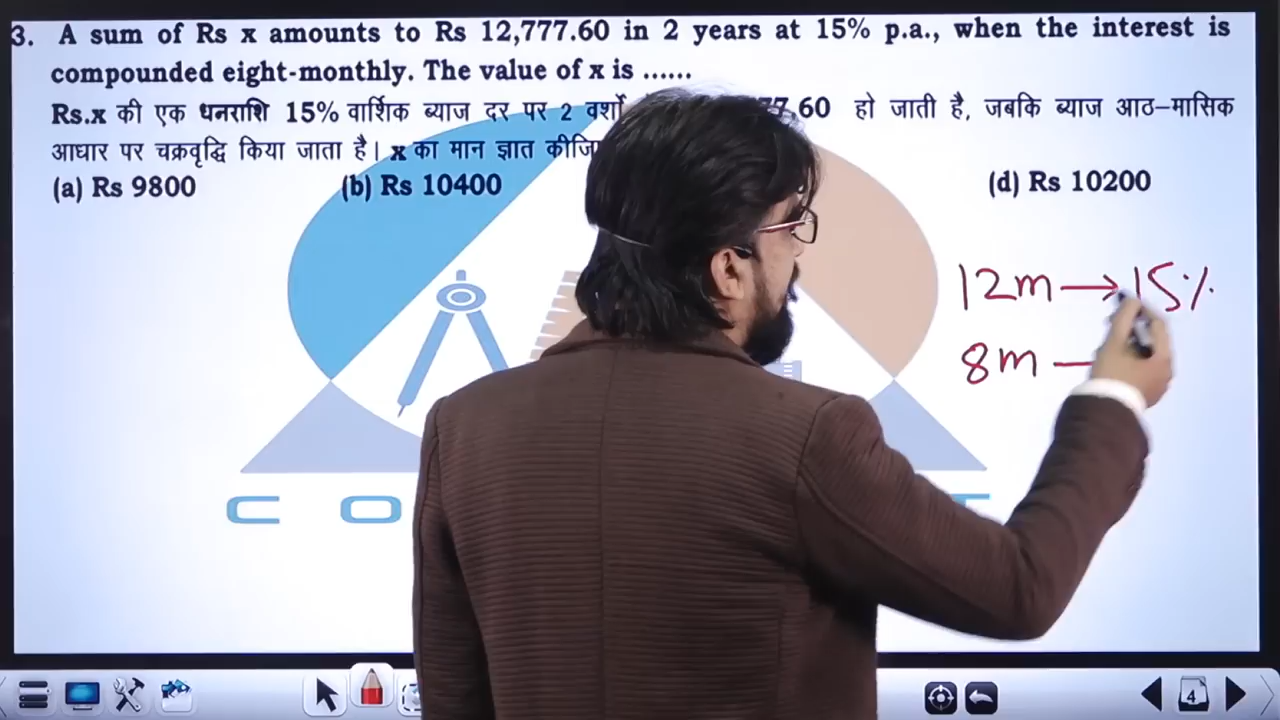 3. A sum of Rs x amounts to Rs 12,777.60 in 2 years at 15% p.a., when the interest is
compounded eight-monthly. The value of x is ......
Rs.x की एक धनराशि 15% वार्शिक ब्याज दर पर 2 वर्शो 77.60 हो जाती है, जबकि ब्याज आठ-मासिक
आधार पर चक्रवृद्धि किया जाता है। x का मान ज्ञात
(a) Rs 9800 (b) Rs 10400 (d) Rs 10200
12m → 15%
8m —
C O
4